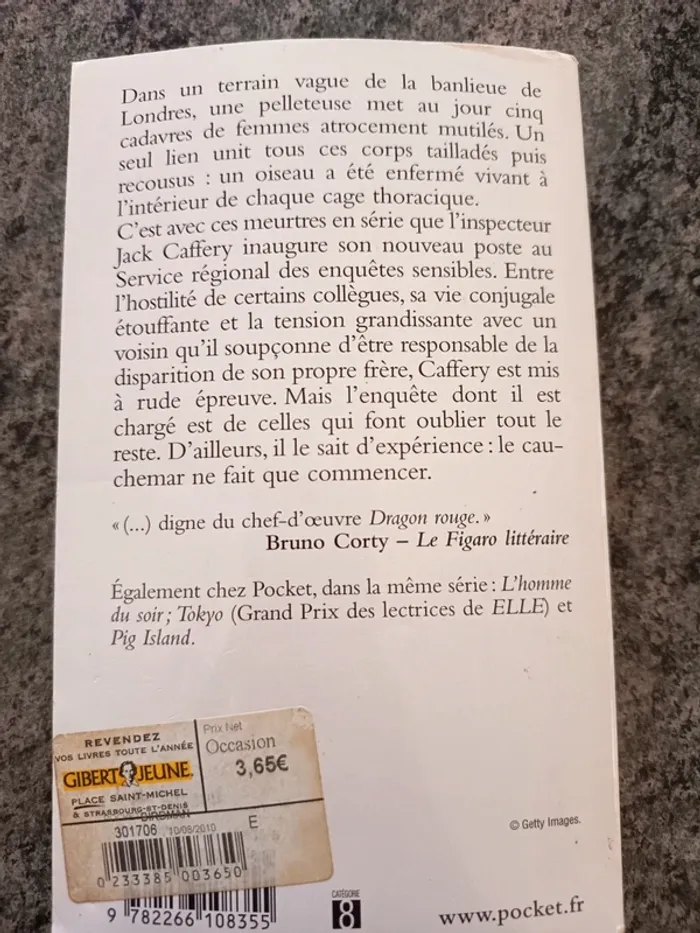 Dans un terrain vague de la banlieue de
Londres, une pelleteuse met au jour cinq
cadavres de femmes atrocement mutilés. Un
seul lien unit tous ces corps tailladés puis
recousus : un oiseau a été enfermé vivant à
l'intérieur de chaque cage thoracique.
C'est avec ces meurtres en série que l'inspecteur
Jack Caffery inaugure son nouveau poste au
Service régional des enquêtes sensibles. Entre
l'hostilité de certains collègues, sa vie conjugale
étouffante et la tension grandissante avec un
voisin qu'il soupçonne d'être responsable de la
disparition de son propre frère, Caffery est mis
à rude épreuve. Mais l'enquête dont il est
chargé est de celles qui font oublier tout le
reste. D'ailleurs, il le sait d'expérience : le cau-
chemar ne fait que commencer.
« (...) digne du chef-d'œuvre Dragon rouge. »
Bruno Corty – Le Figaro littéraire
Également chez Pocket, dans la même série : L'homme
du soir ; Tokyo (Grand Prix des lectrices de ELLE) et
Pig Island.
REVENDEZ
VOS LIVRES TOUTE L'ANNÉE
GIBERT JEUNE
PLACE SAINT-MICHEL
& STRASBOURG-ST-DENIS
BIRDMAN
301706 10/08/2010 E
0 233385 003650
Prix Net
Occasion
3,65€
© Getty Images.
9 782266 108355
CATÉGORIE
8
www.pocket.fr